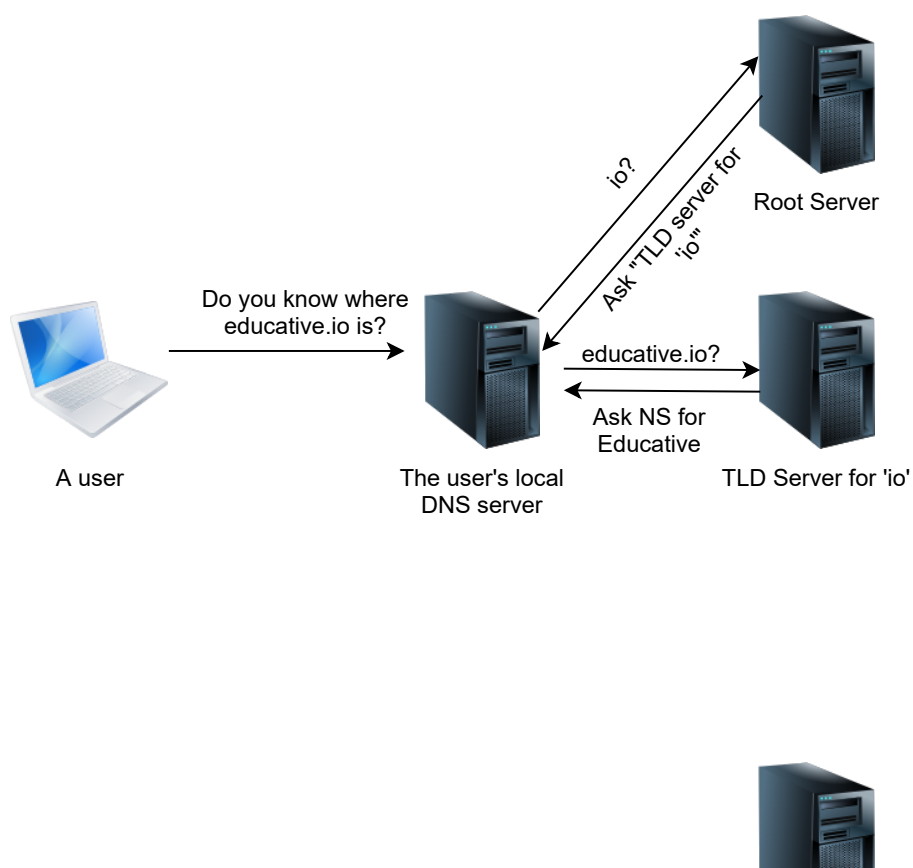 io?
Ask "TLD server for
'io'"
Root Server
Do you know where
educative.io is?
educative.io?
Ask NS for
Educative
A user
The user's local
DNS server
TLD Server for 'io'